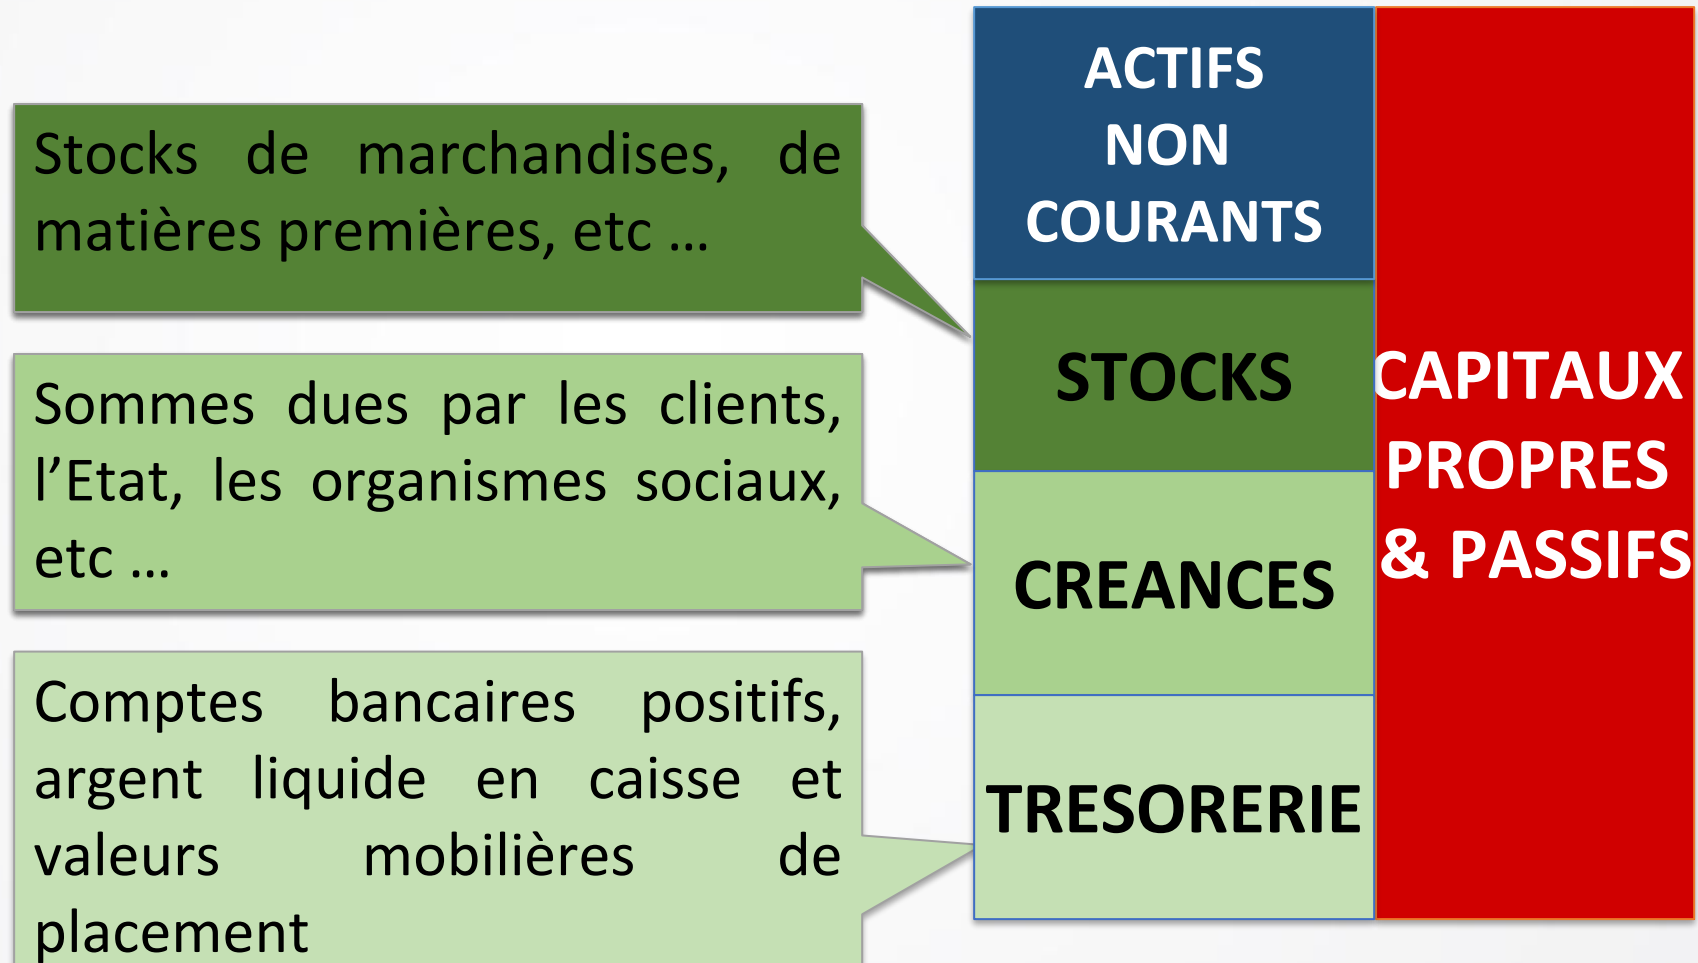 Stocks de marchandises, de
matières premières, etc …
Sommes dues par les clients,
l’Etat, les organismes sociaux,
etc …
Comptes bancaires positifs,
argent liquide en caisse et
valeurs mobilières de
placement
ACTIFS
NON
COURANTS
STOCKS
CREANCES
TRESORERIE
CAPITAUX
PROPRES
& PASSIFS